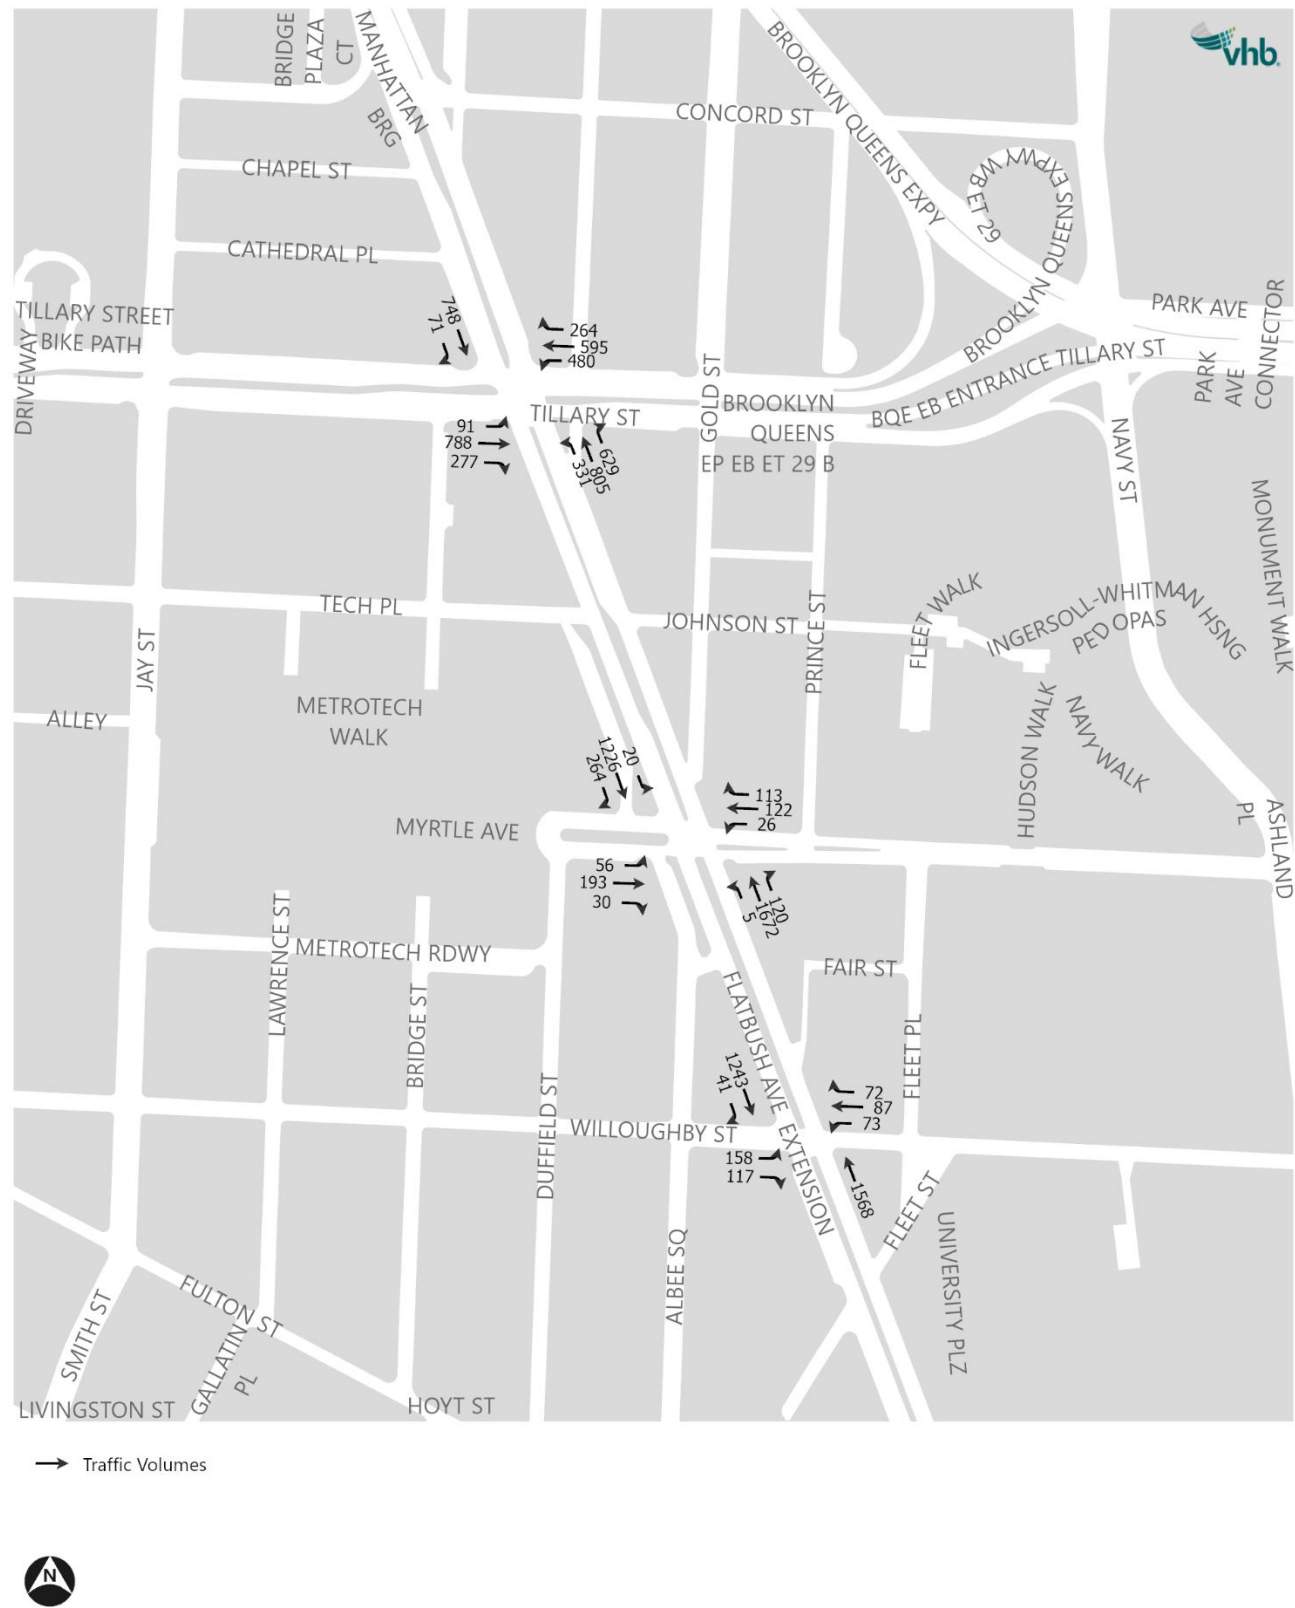 BRIDGE
PLAZA
CT
MANHATTAN
BRG
BROOKLYN QUEENS EXPY
vhb.
CONCORD ST
CHAPEL ST
CATHEDRAL PL
EXPWY WB ET 29
BROOKLYN QUEENS
PARK AVE
PARK
AVE
CONNECTOR
TILLARY STREET
BIKE PATH
DRIVEWAY
748
71
264
595
480
BQE EB ENTRANCE TILLARY ST
GOLD ST
TILLARY ST
BROOKLYN
QUEENS
EP EB ET 29 B
91
788
277
629
805
331
NAVY ST
MONUMENT WALK
TECH PL
JOHNSON ST
PRINCE ST
FLEET WALK
INGERSOLL-WHITMAN HSNG
PED OPAS
JAY ST
METROTECH
WALK
ALLEY
HUDSON WALK
NAVY WALK
ASHLAND
PL
20
1226
264
113
122
26
MYRTLE AVE
56
193
30
120
1672
5
LAWRENCE ST
METROTECH RDWY
BRIDGE ST
FAIR ST
FLEET PL
FLATBUSH AVE EXTENSION
1243
41
72
87
73
DUFFIELD ST
WILLOUGHBY ST
158
117
1568
FLEET ST
UNIVERSITY PLZ
ALBEE SQ
FULTON ST
SMITH ST
GALLATIN
PL
LIVINGSTON ST
HOYT ST
Traffic Volumes
N